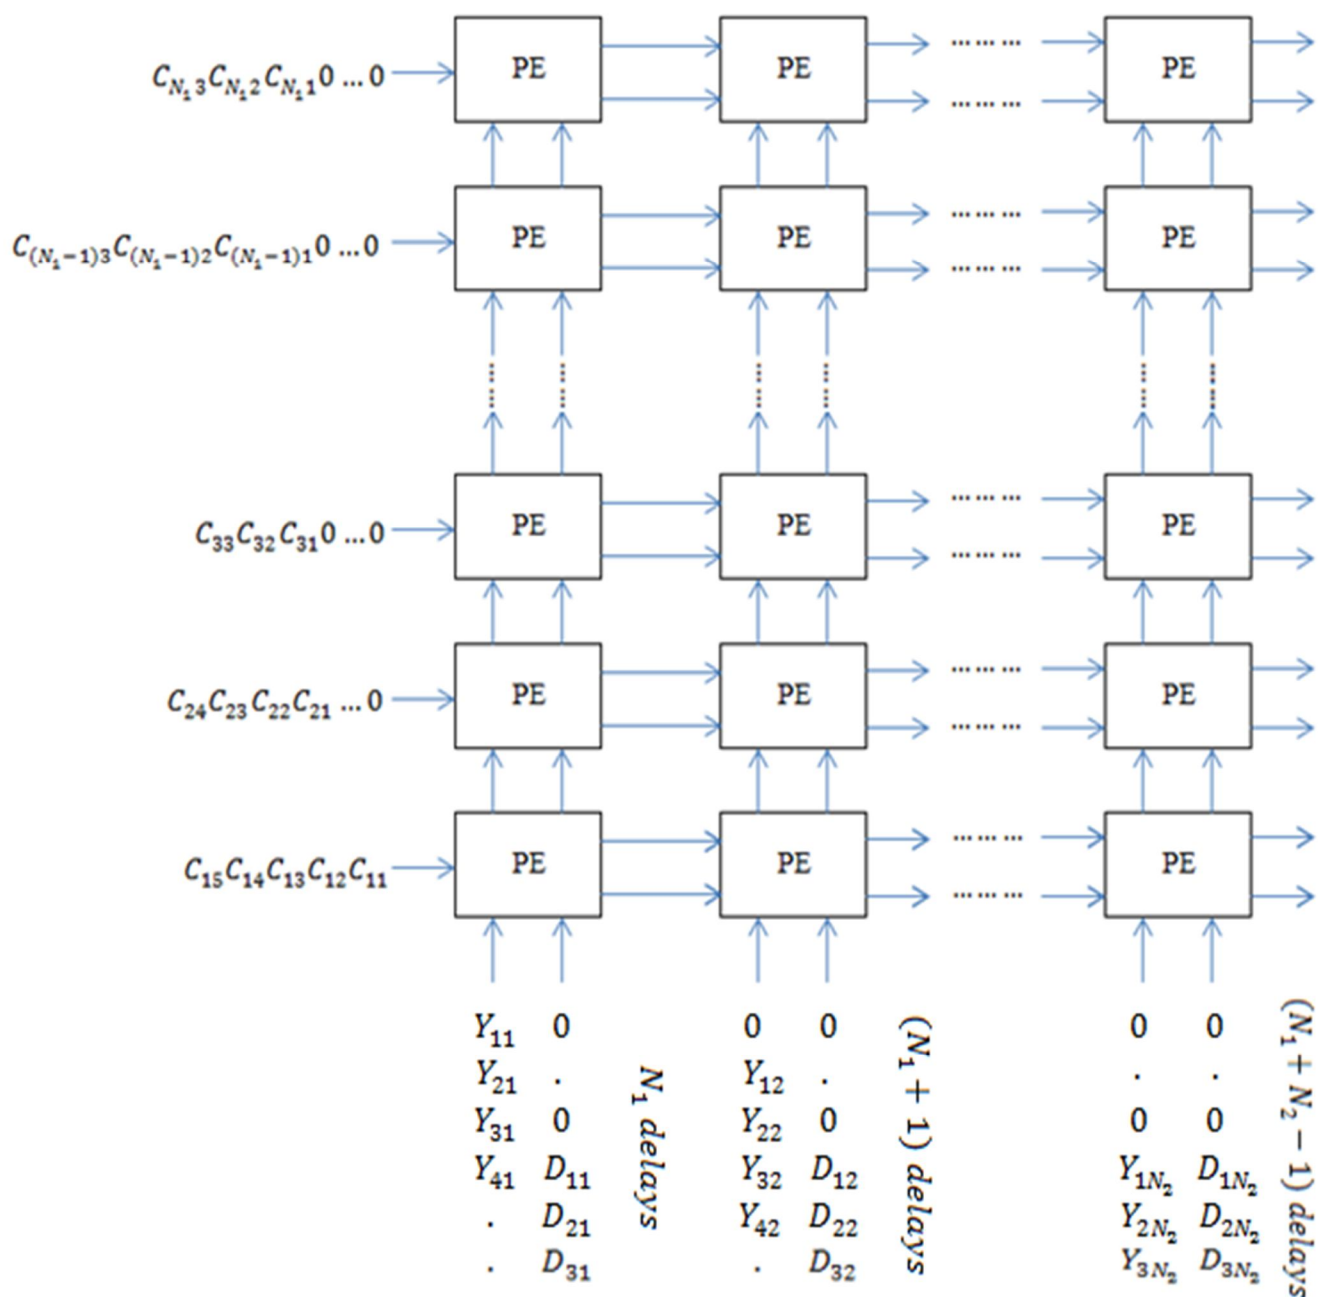 C_{N_1 3}C_{N_1 2}C_{N_1 1}0 ... 0 PE PE ... ... ... PE
... ... ...
C_{(N_1-1)3}C_{(N_1-1)2}C_{(N_1-1)1}0 ... 0 PE PE ... ... ... PE
... ... ...
C_{33}C_{32}C_{31}0 ... 0 PE PE ... ... ... PE
... ... ...
C_{24}C_{23}C_{22}C_{21} ... 0 PE PE ... ... ... PE
... ... ...
C_{15}C_{14}C_{13}C_{12}C_{11} PE PE ... ... ... PE
... ... ...
Y_{11} 0 0 0 0 0
Y_{21} . Y_{12} . . .
Y_{31} 0 Y_{22} 0 0 0
Y_{41} D_{11} Y_{32} D_{12} Y_{1N_2} D_{1N_2}
. D_{21} Y_{42} D_{22} Y_{2N_2} D_{2N_2}
. D_{31} . D_{32} Y_{3N_2} D_{3N_2}
N_1 delays
(N_1 + 1) delays
(N_1 + N_2 - 1) delays